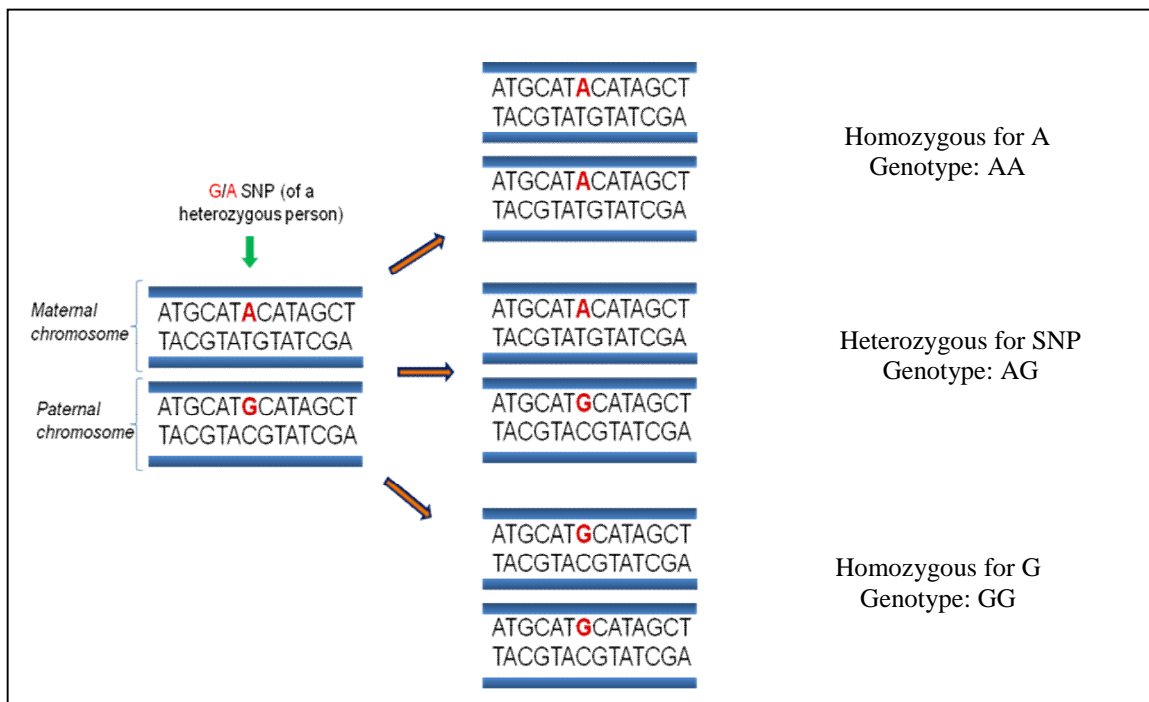 G/A SNP (of a
heterozygous person)
Maternal
chromosome
ATGCATACATAGCT
TACGTATGTATCGA
Paternal
chromosome
ATGCATGCATAGCT
TACGTACGTATCGA
ATGCATACATAGCT
TACGTATGTATCGA
ATGCATACATAGCT
TACGTATGTATCGA
Homozygous for A
Genotype: AA
ATGCATACATAGCT
TACGTATGTATCGA
ATGCATGCATAGCT
TACGTACGTATCGA
Heterozygous for SNP
Genotype: AG
ATGCATGCATAGCT
TACGTACGTATCGA
ATGCATGCATAGCT
TACGTACGTATCGA
Homozygous for G
Genotype: GG